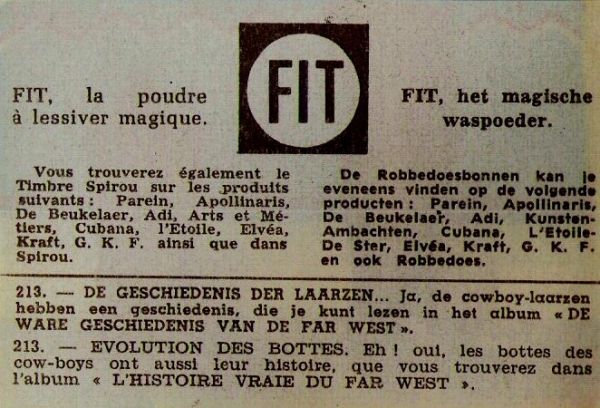 FIT
FIT, la poudre
à lessiver magique.
FIT, het magische
waspoeder.
Vous trouverez également le
Timbre Spirou sur les produits
suivants : Parein, Apollinaris,
De Beukelaer, Adi, Arts et Mé-
tiers, Cubana, l'Etoile, Elvéa,
Kraft, G. K. F. ainsi que dans
Spirou.
De Robbedoesbonnen kan je
eveneens vinden op de volgende
producten : Parein, Apollinaris,
De Beukelaer, Adi, Kunsten-
Ambachten, Cubana, L'Etoile-
De Ster, Elvéa, Kraft, G. K. F.
en ook Robbedoes.
213. — DE GESCHIEDENIS DER LAARZEN... Ja, de cowboy-laarzen
hebben een geschiedenis, die je kunt lezen in het album « DE
WARE GESCHIEDENIS VAN DE FAR WEST ».
213. — EVOLUTION DES BOTTES. Eh ! oui, les bottes des
cow-boys ont aussi leur histoire, que vous trouverez dans
l'album « L'HISTOIRE VRAIE DU FAR WEST ».